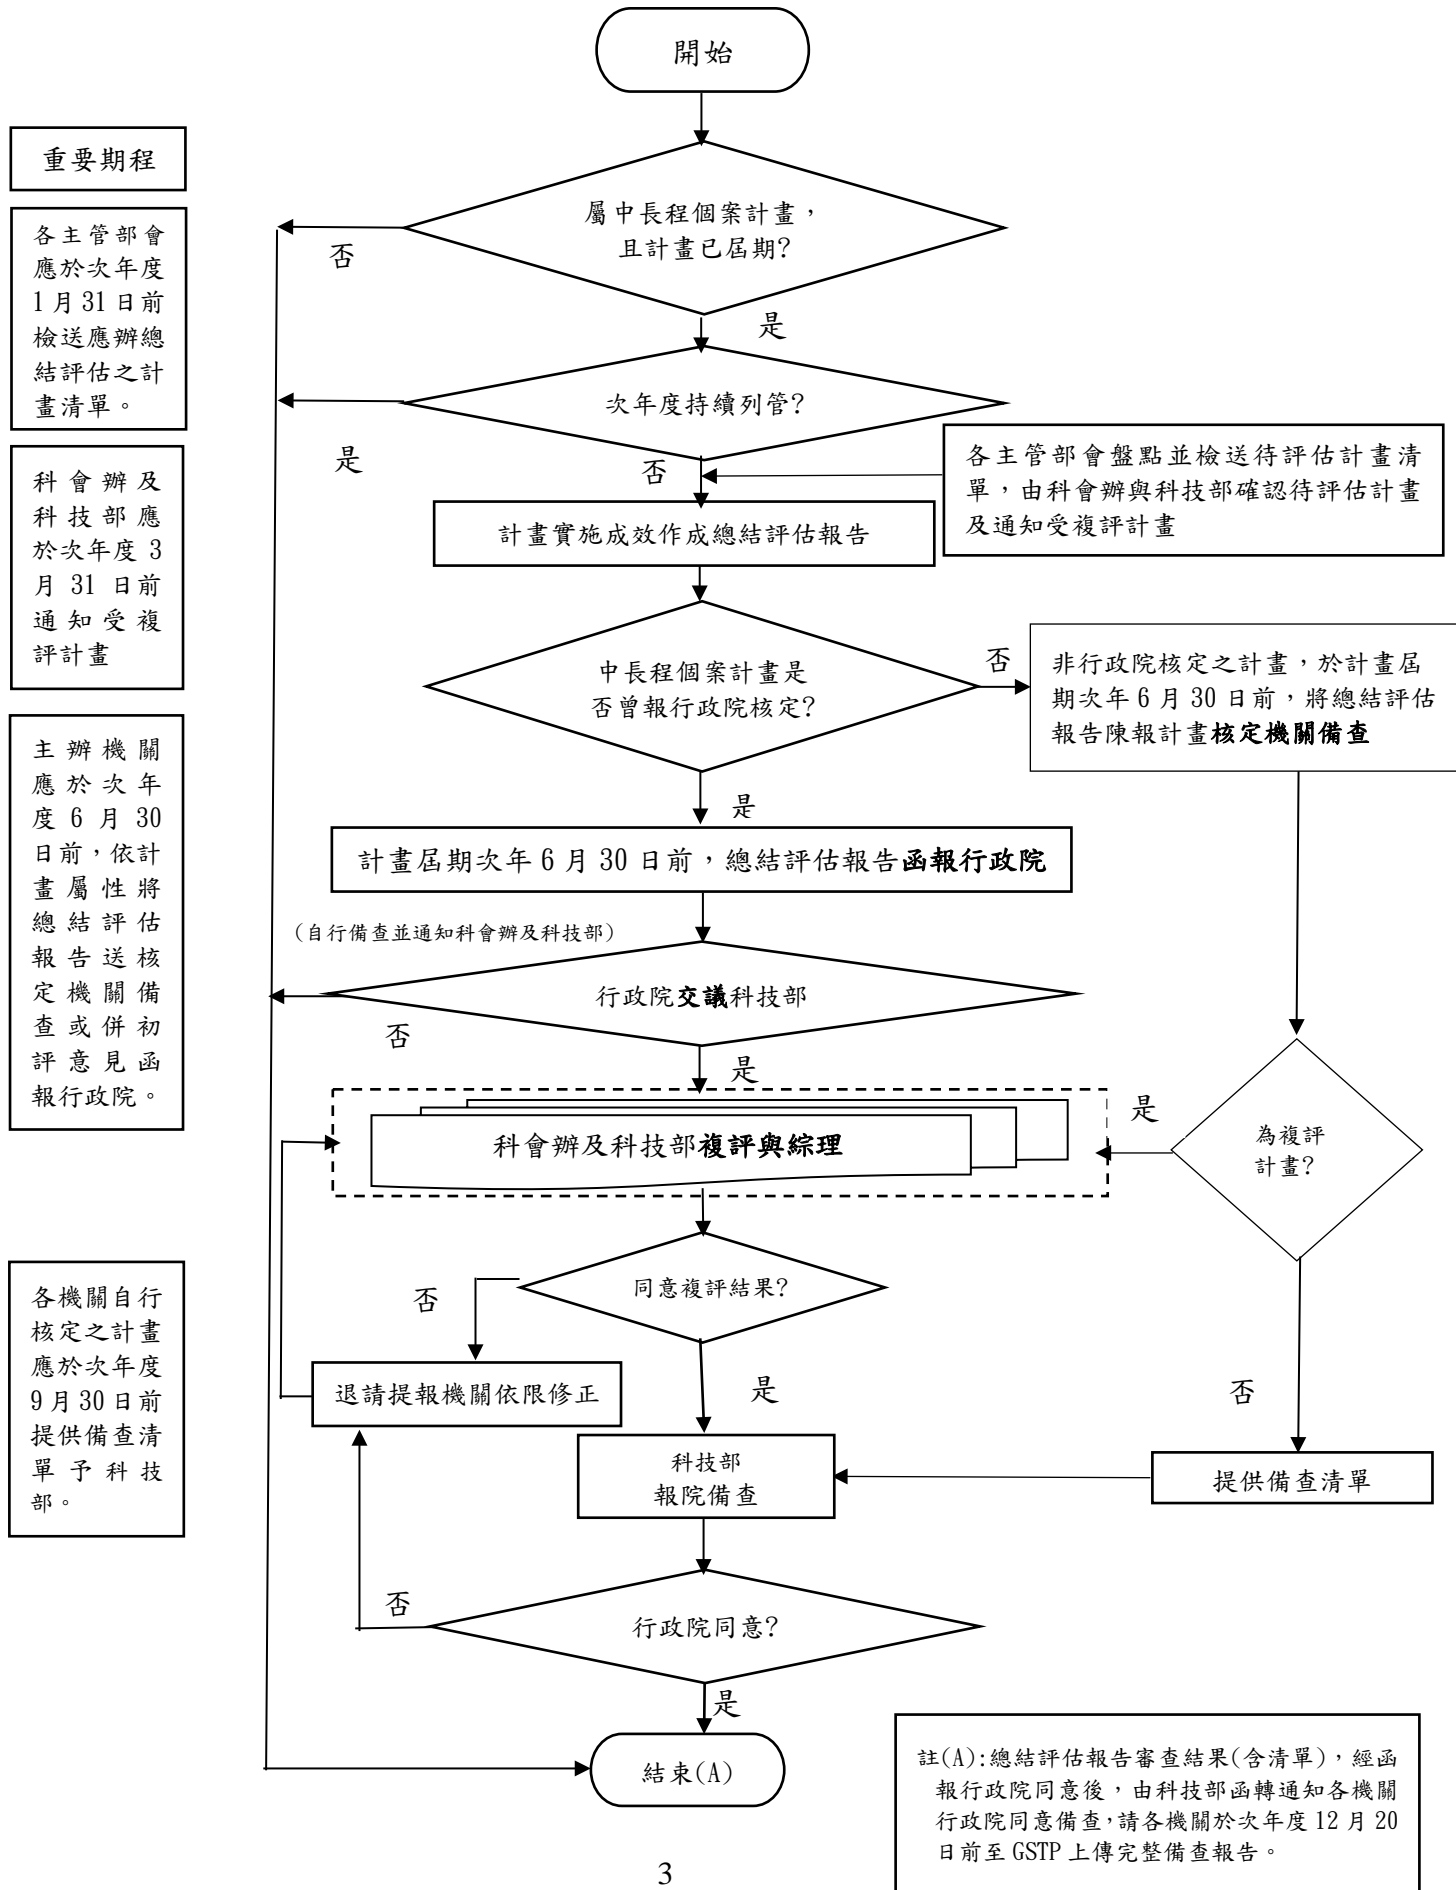 開始
重要期程
各主管部會
應於次年度
1月31日前
檢送應辦總
結評估之計
畫清單。
科會辦及
科技部應
於次年度3
月31日前
通知受複
評計畫
主辦機關
應於次年
度6月30
日前，依計
畫屬性將
總結評估
報告送核
定機關備
查或併初
評意見函
報行政院。
各機關自行
核定之計畫
應於次年度
9月30日前
提供備查清
單予科技
部。
屬中長程個案計畫，
且計畫已屆期?
否
是
次年度持續列管?
是
否
各主管部會盤點並檢送待評估計畫清
單，由科會辦與科技部確認待評估計畫
及通知受複評計畫
計畫實施成效作成總結評估報告
中長程個案計畫是
否曾報行政院核定?
否
非行政院核定之計畫，於計畫屆
期次年6月30日前，將總結評估
報告陳報計畫核定機關備查
是
計畫屆期次年6月30日前，總結評估報告函報行政院
(自行備查並通知科會辦及科技部)
行政院交議科技部
否
是
科會辦及科技部複評與綜理
是
為複評
計畫?
同意複評結果?
否
退請提報機關依限修正
是
否
科技部
報院備查
提供備查清單
行政院同意?
否
是
結束(A)
註(A):總結評估報告審查結果(含清單)，經函
報行政院同意後，由科技部函轉通知各機關
行政院同意備查,請各機關於次年度12月20
日前至GSTP上傳完整備查報告。
3